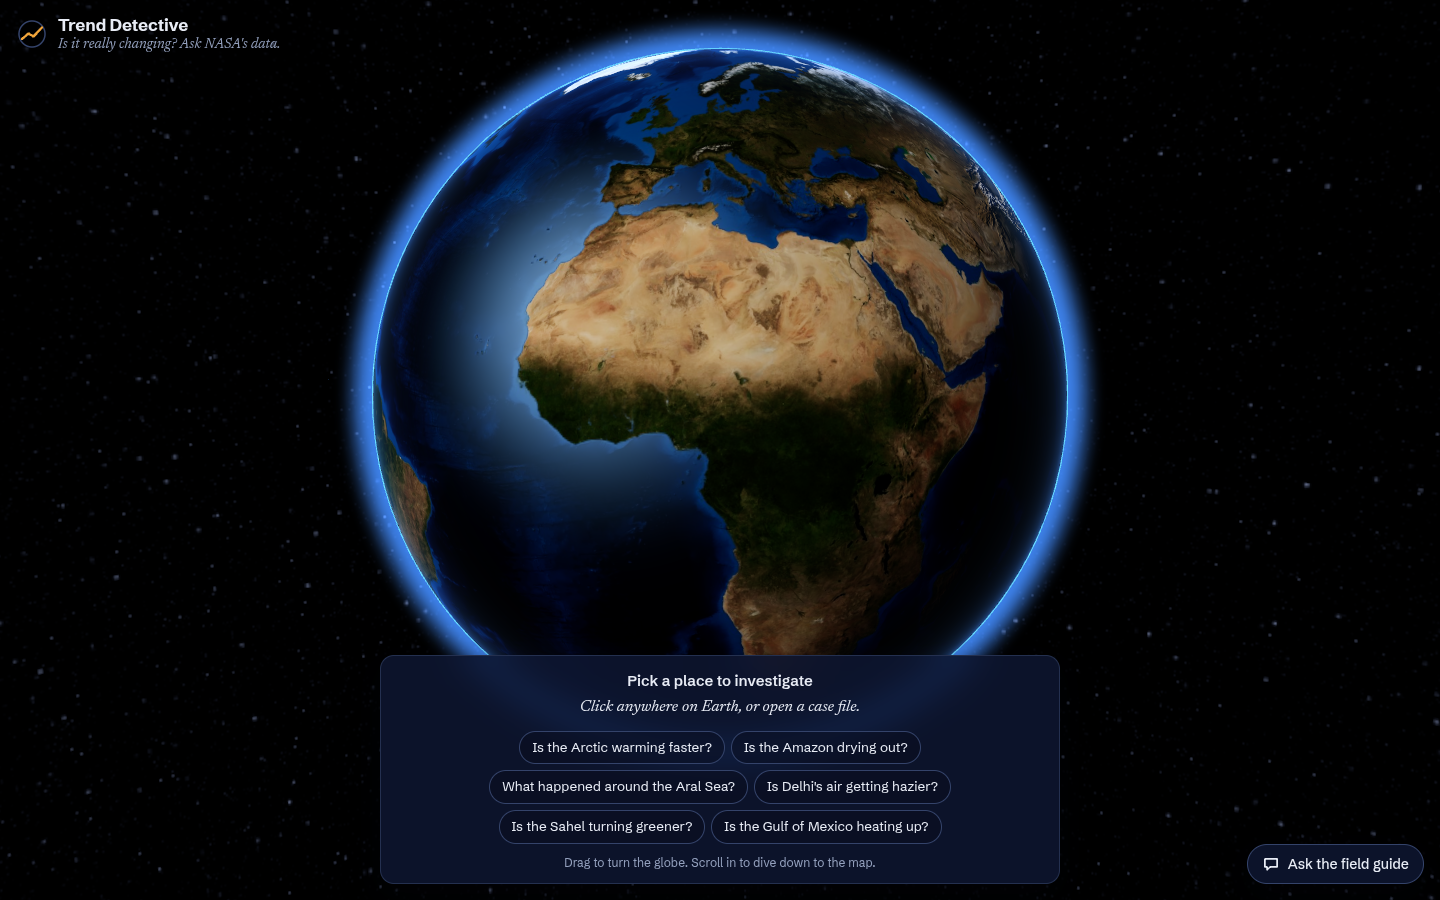 Trend Detective
Is it really changing? Ask NASA's data.
Pick a place to investigate
Click anywhere on Earth, or open a case file.
Is the Arctic warming faster?
Is the Amazon drying out?
What happened around the Aral Sea?
Is Delhi's air getting hazier?
Is the Sahel turning greener?
Is the Gulf of Mexico heating up?
Drag to turn the globe. Scroll in to dive down to the map.
Ask the field guide